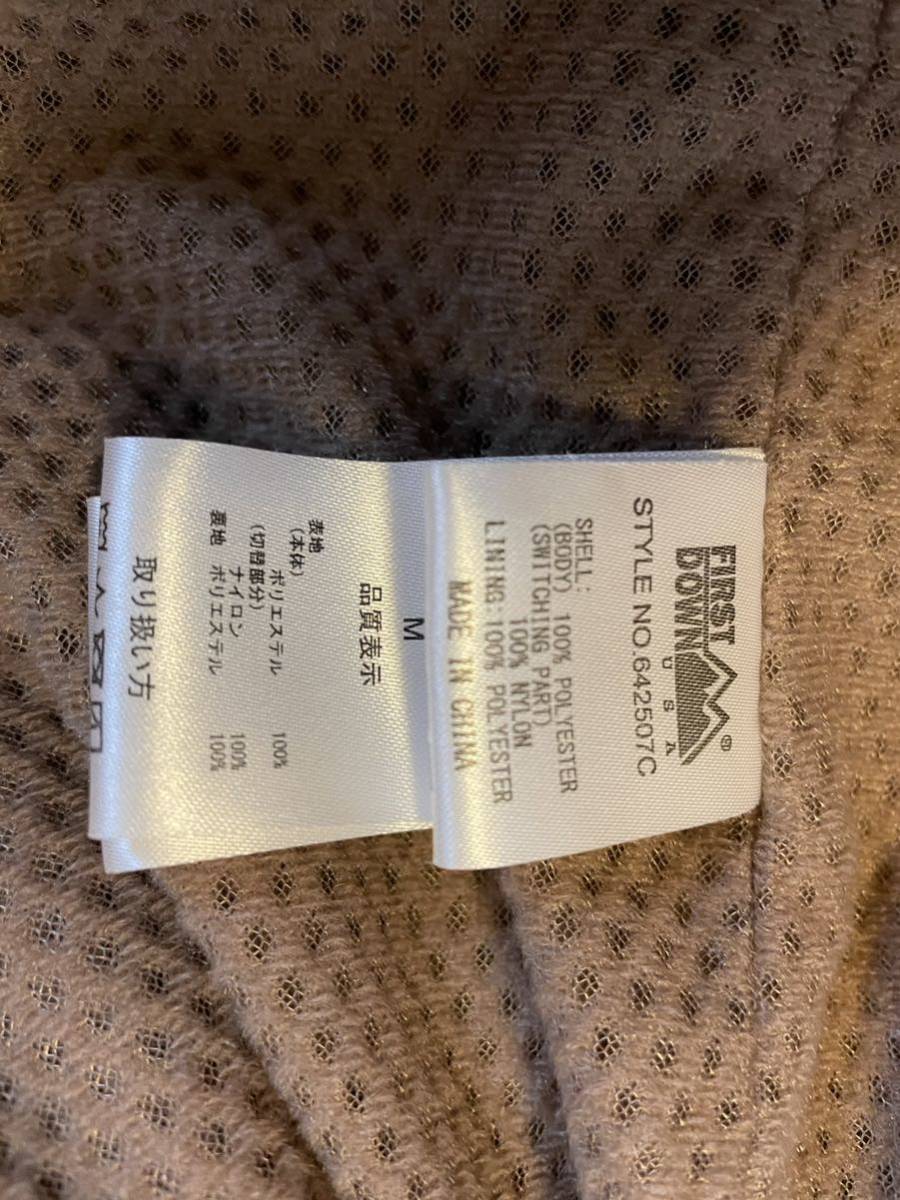 FIRST
DOWN
USA
®
STYLE NO.642507C
SHELL:
(BODY) 100% POLYESTER
(SWITCHING PART)
100% NYLON
LINING:100% POLYESTER
MADE IN CHINA
M
品質表示
表地
(本体)
ポリエステル 100%
(切替部分)
ナイロン 100%
裏地 ポリエステル 100%
取り扱い方